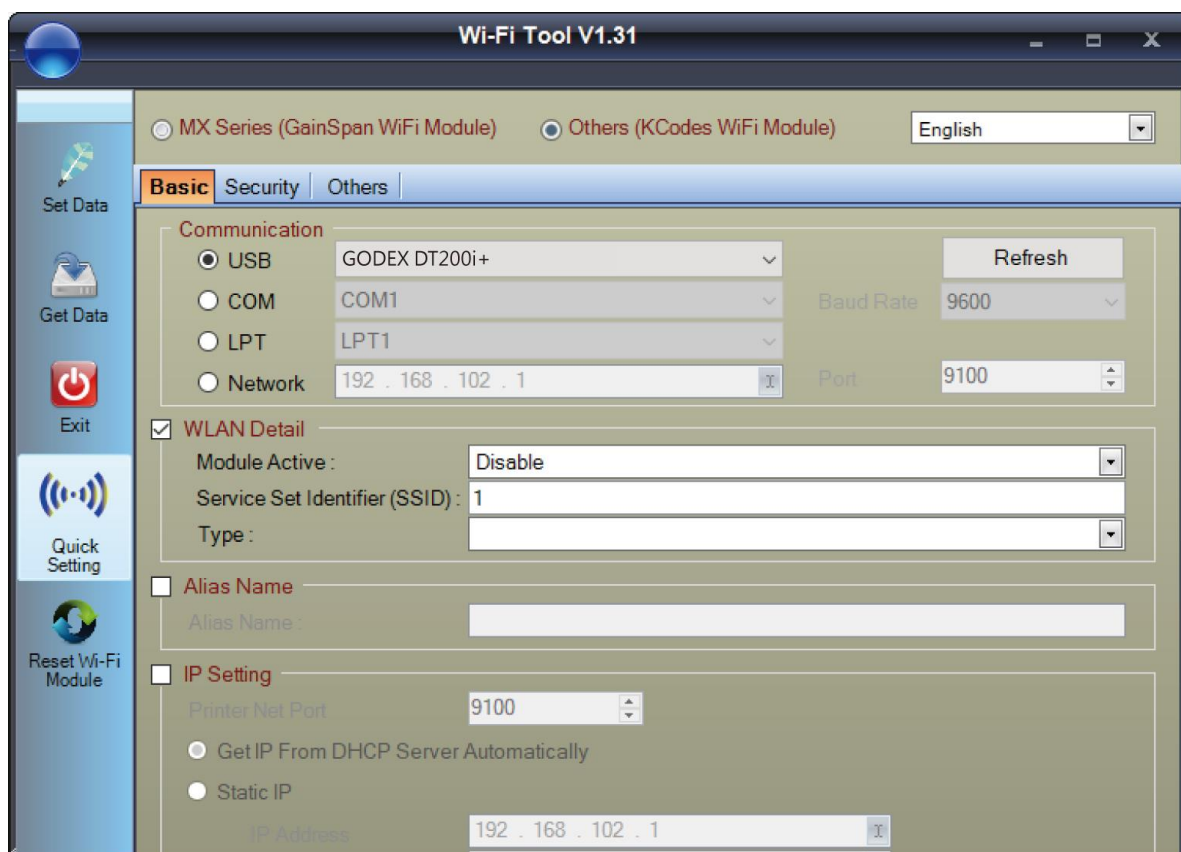 Wi-Fi Tool V1.31
MX Series (GainSpan WiFi Module) Others (KCodes WiFi Module) English
Set Data
Get Data
Exit
Quick
Setting
Reset Wi-Fi
Module
Basic Security Others
Communication
USB GODEX DT200i+ Refresh
COM COM1 Baud Rate 9600
LPT LPT1
Network 192 . 168 . 102 . 1 Port 9100
WLAN Detail
Module Active : Disable
Service Set Identifier (SSID) : 1
Type :
Alias Name
Alias Name :
IP Setting
Printer Net Port 9100
Get IP From DHCP Server Automatically
Static IP
IP Address 192 . 168 . 102 . 1